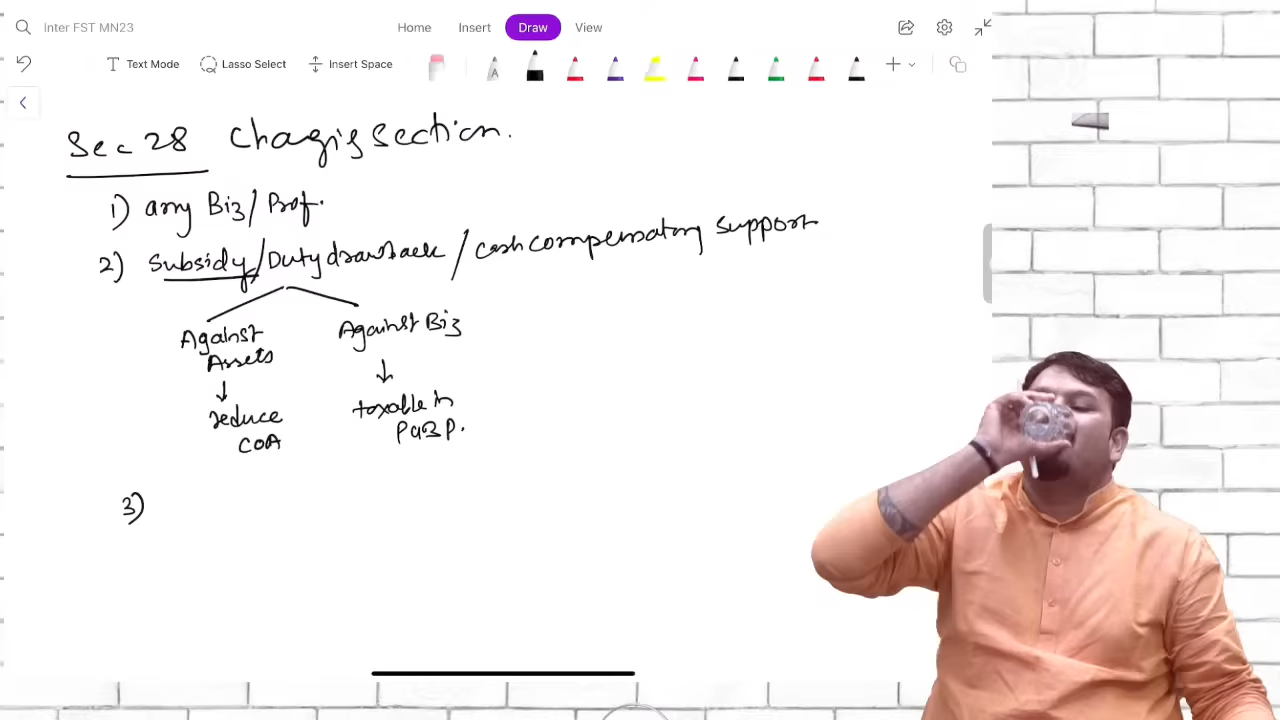 Inter FST MN23
Home Insert Draw View
Text Mode Lasso Select Insert Space
Sec 28 Chargig section.
1) any Biz/Prof.
2) Subsidy/Duty drawback/cash compensatory support
Against Assets
↓
reduce COA
Against Biz
↓
taxable in PGBP.
3)